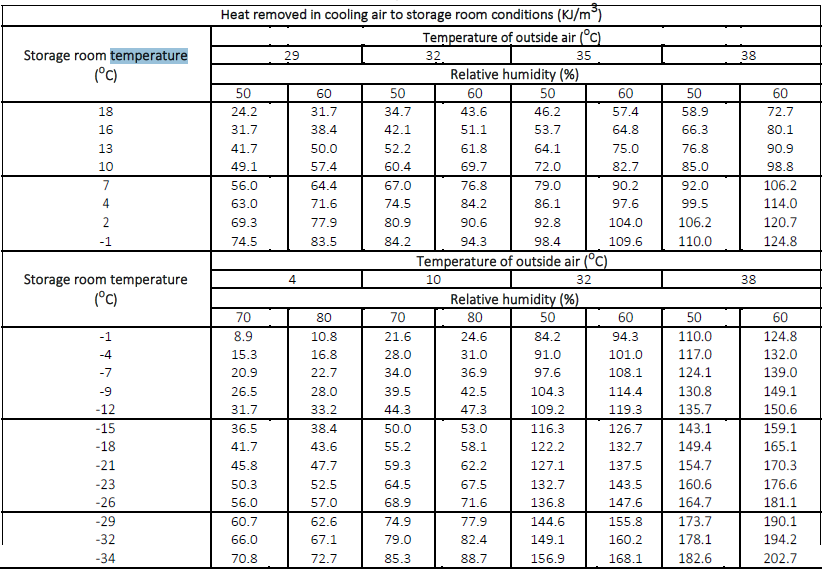 Heat removed in cooling air to storage room conditions (KJ/m³)
Storage room temperature (⁰C)
Temperature of outside air (⁰C)
29 32 35 38
Relative humidity (%)
50 60 50 60 50 60 50 60
18 24.2 31.7 34.7 43.6 46.2 57.4 58.9 72.7
16 31.7 38.4 42.1 51.1 53.7 64.8 66.3 80.1
13 41.7 50.0 52.2 61.8 64.1 75.0 76.8 90.9
10 49.1 57.4 60.4 69.7 72.0 82.7 85.0 98.8
7 56.0 64.4 67.0 76.8 79.0 90.2 92.0 106.2
4 63.0 71.6 74.5 84.2 86.1 97.6 99.5 114.0
2 69.3 77.9 80.9 90.6 92.8 104.0 106.2 120.7
-1 74.5 83.5 84.2 94.3 98.4 109.6 110.0 124.8
Storage room temperature (⁰C)
Temperature of outside air (⁰C)
4 10 32 38
Relative humidity (%)
70 80 70 80 50 60 50 60
-1 8.9 10.8 21.6 24.6 84.2 94.3 110.0 124.8
-4 15.3 16.8 28.0 31.0 91.0 101.0 117.0 132.0
-7 20.9 22.7 34.0 36.9 97.6 108.1 124.1 139.0
-9 26.5 28.0 39.5 42.5 104.3 114.4 130.8 149.1
-12 31.7 33.2 44.3 47.3 109.2 119.3 135.7 150.6
-15 36.5 38.4 50.0 53.0 116.3 126.7 143.1 159.1
-18 41.7 43.6 55.2 58.1 122.2 132.7 149.4 165.1
-21 45.8 47.7 59.3 62.2 127.1 137.5 154.7 170.3
-23 50.3 52.5 64.5 67.5 132.7 143.5 160.6 176.6
-26 56.0 57.0 68.9 71.6 136.8 147.6 164.7 181.1
-29 60.7 62.6 74.9 77.9 144.6 155.8 173.7 190.1
-32 66.0 67.1 79.0 82.4 149.1 160.2 178.1 194.2
-34 70.8 72.7 85.3 88.7 156.9 168.1 182.6 202.7